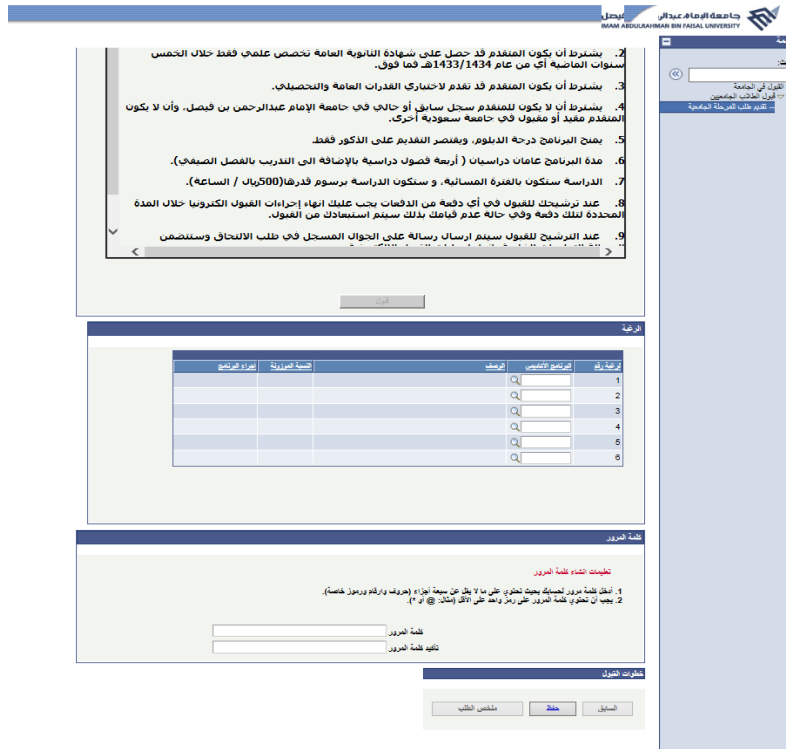 جامعة الإمام عبدالر فيصل
IMAM ABDULRAHMAN BIN FAISAL UNIVERSITY
مة
ث:
القبول في الجامعة
قبول الطلاب الجامعيين
– تقديم طلب للمرحلة الجامعية
2. يشترط أن يكون المتقدم قد حصل على شهادة الثانوية العامة تخصص علمي فقط خلال الخمس
سنوات الماضية أي من عام 1433/1434هـ فما فوق.
3. يشترط أن يكون المتقدم قد تقدم لاختباري القدرات العامة والتحصيلي.
4. يشترط أن لا يكون للمتقدم سجل سابق أو حالي في جامعة الإمام عبدالرحمن بن فيصل، وأن لا يكون
المتقدم مقيد أو مقبول في جامعة سعودية أخرى.
5. يمنح البرنامج درجة الدبلوم، ويقتصر التقديم على الذكور فقط.
6. مدة البرنامج عامان دراسيان ( أربعة فصول دراسية بالإضافة الى التدريب بالفصل الصيفي).
7. الدراسة ستكون بالفترة المسائية، و ستكون الدراسة برسوم قدرها(500ريال / الساعة).
8. عند ترشيحك للقبول في أي دفعة من الدفعات يجب عليك انهاء إجراءات القبول الكترونيا خلال المدة
المحددة لتلك دفعة وفي حالة عدم قيامك بذلك سيتم استبعادك من القبول.
9. عند الترشيح للقبول سيتم ارسال رسالة على الجوال المسجل في طلب الالتحاق وستتضمن
قبول
الرغبة
الرغبة رقم البرنامج الأكاديمي الوصف النسبة الموزونة إجراء البرنامج
1
2
3
4
5
6
كلمة المرور
تعليمات انشاء كلمة المرور
1. أدخل كلمة مرور لحسابك بحيث تحتوي على ما لا يقل عن سبعة أجزاء (حروف وارقام ورموز خاصة).
2. يجب ان تحتوي كلمة المرور على رمز واحد على الأقل (مثال: @ أو *).
كلمة المرور
تأكيد كلمة المرور
خطوات القبول
السابق حفظ ملخص الطلب